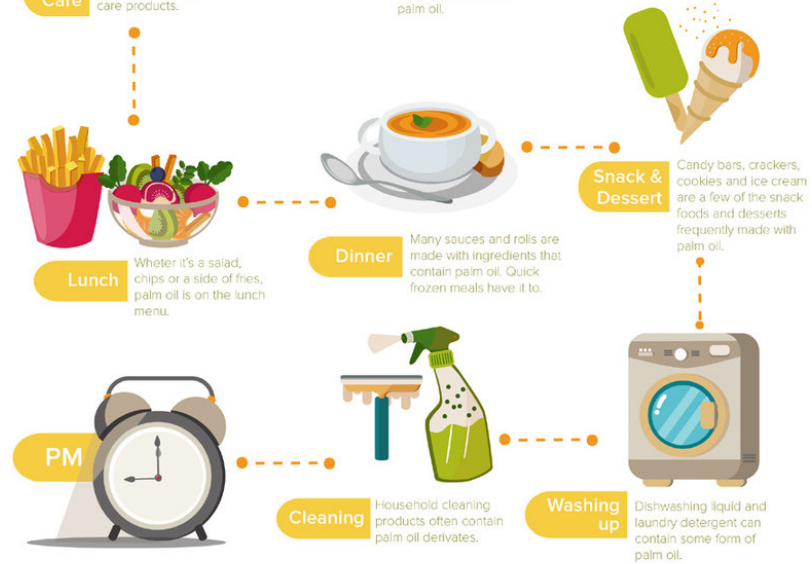 Care
care products.
palm oil.
Snack &
Dessert
Candy bars, crackers,
cookies and ice cream
are a few of the snack
foods and desserts
frequently made with
palm oil.
Dinner
Many sauces and rolls are
made with ingredients that
contain palm oil. Quick
frozen meals have it to.
Lunch
Wheter it's a salad,
chips or a side of fries,
palm oil is on the lunch
menu.
PM
Cleaning
Household cleaning
products often contain
palm oil derivates.
Washing
up
Dishwashing liquid and
laundry detergent can
contain some form of
palm oil.